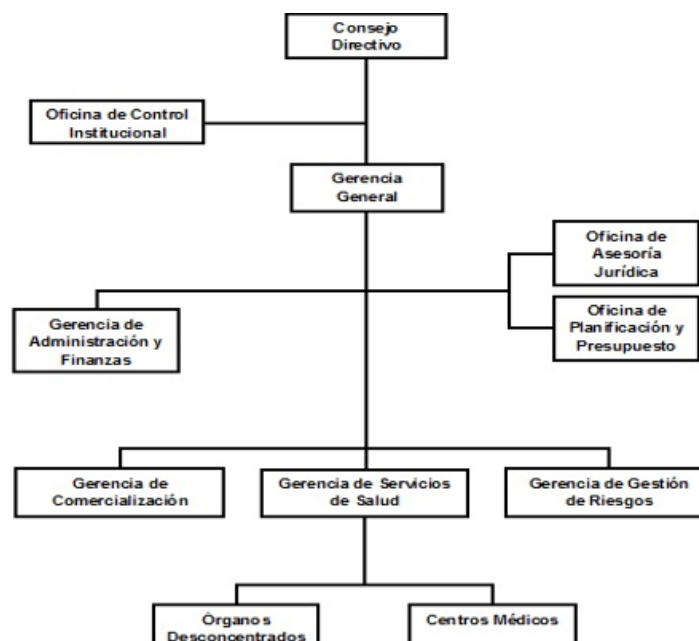 Consejo
Directivo
Oficina de Control
Institucional
Gerencia
General
Oficina de
Asesoría
Jurídica
Gerencia de
Administración y
Finanzas
Oficina de
Planificación y
Presupuesto
Gerencia de
Comercialización
Gerencia de Servicios
de Salud
Gerencia de Gestión
de Riesgos
Órganos
Desconcentrados
Centros Médicos